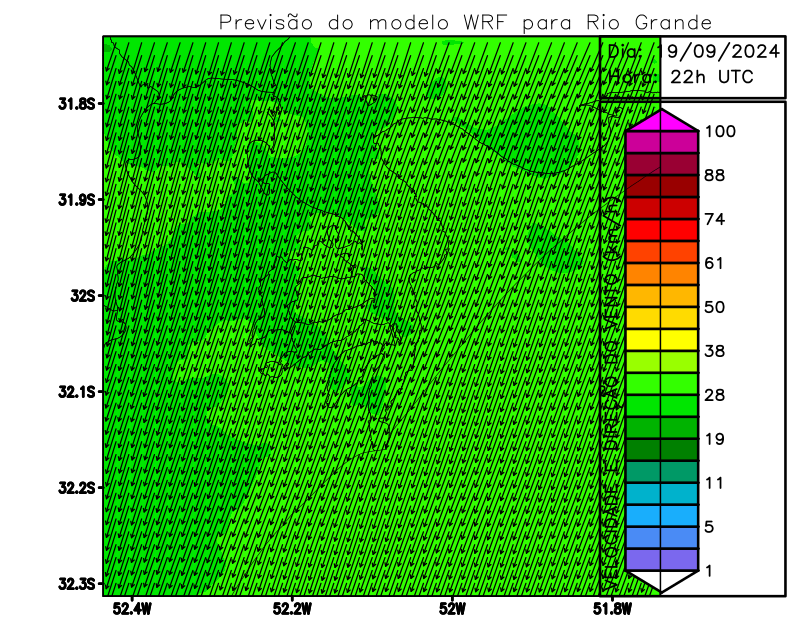 Previsão do modelo WRF para Rio Grande
Dia: 19/09/2024
Hora: 22h UTC
31.8S
31.9S
32S
32.1S
32.2S
32.3S
52.4W
52.2W
52W
51.8W
VELOCIDADE E DIREÇÃO DO VENTO (km/h)
100
88
74
61
50
38
28
19
11
5
1